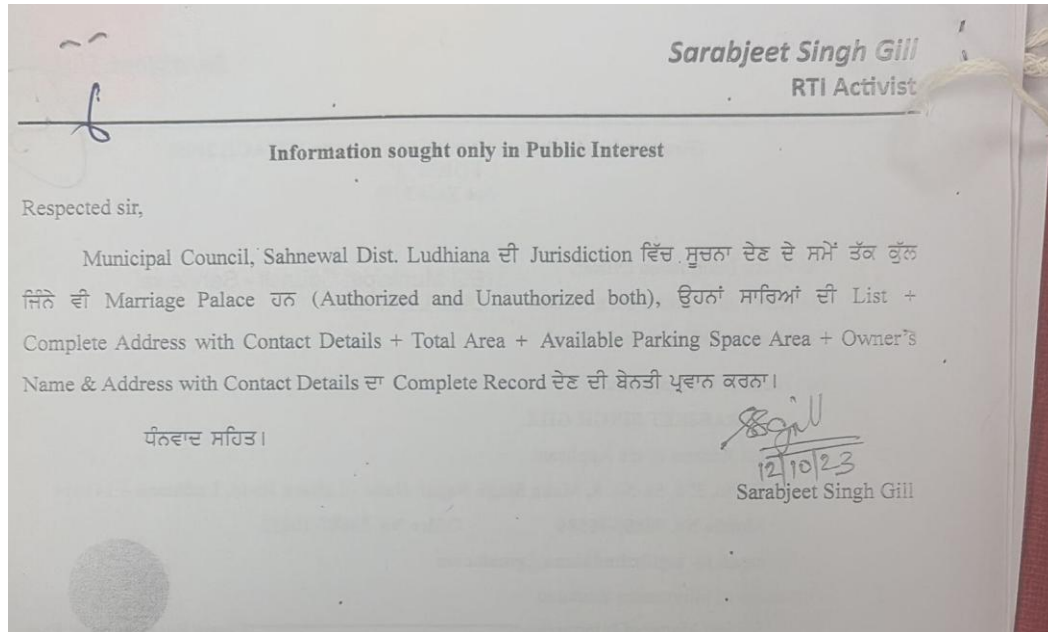 Sarabjeet Singh Gill
RTI Activist
Information sought only in Public Interest
Respected sir,
Municipal Council, Sahnewal Dist. Ludhiana ਦੀ Jurisdiction ਵਿੱਚ ਸੂਚਨਾ ਦੇਣ ਦੇ ਸਮੇਂ ਤੱਕ ਕੁੱਲ
ਜਿੰਨੇ ਵੀ Marriage Palace ਹਨ (Authorized and Unauthorized both), ਉਹਨਾਂ ਸਾਰਿਆਂ ਦੀ List +
Complete Address with Contact Details + Total Area + Available Parking Space Area + Owner's
Name & Address with Contact Details ਦਾ Complete Record ਦੇਣ ਦੀ ਬੇਨਤੀ ਪ੍ਰਵਾਨ ਕਰਨਾ।
ਧੰਨਵਾਦ ਸਹਿਤ।
SSgill
12/10/23
Sarabjeet Singh Gill